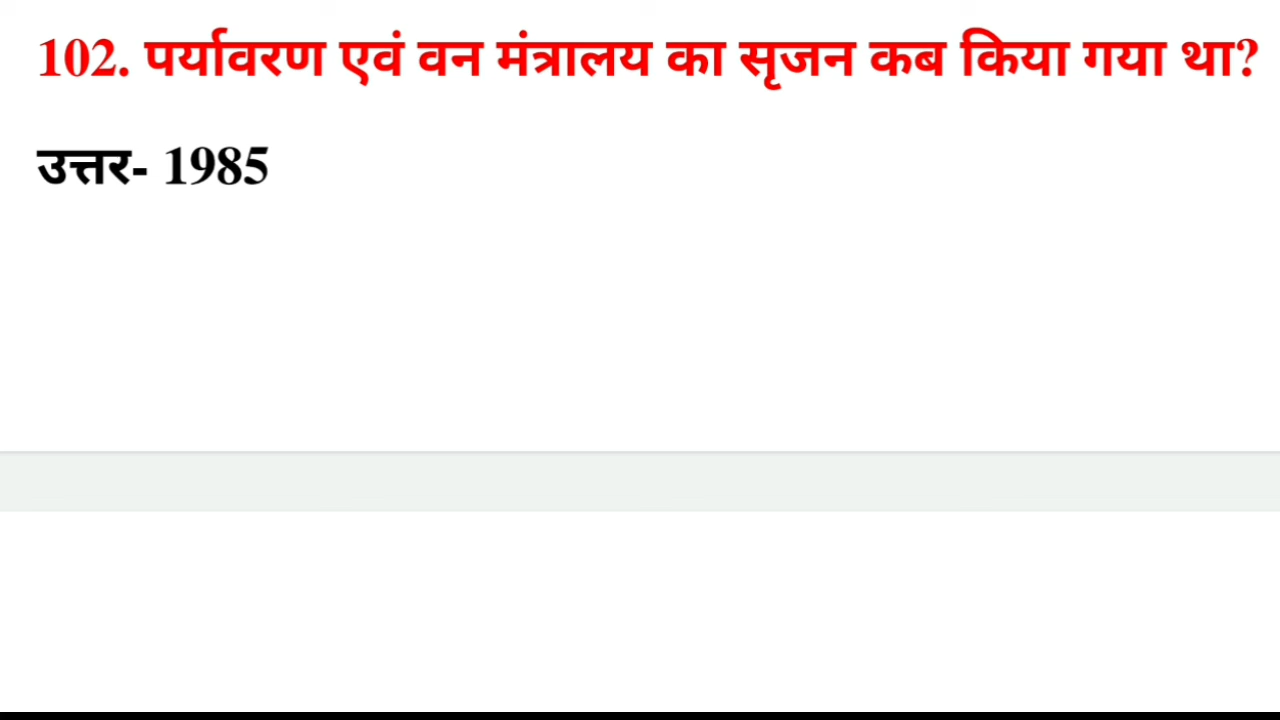 102. पर्यावरण एवं वन मंत्रालय का सृजन कब किया गया था?
उत्तर- 1985